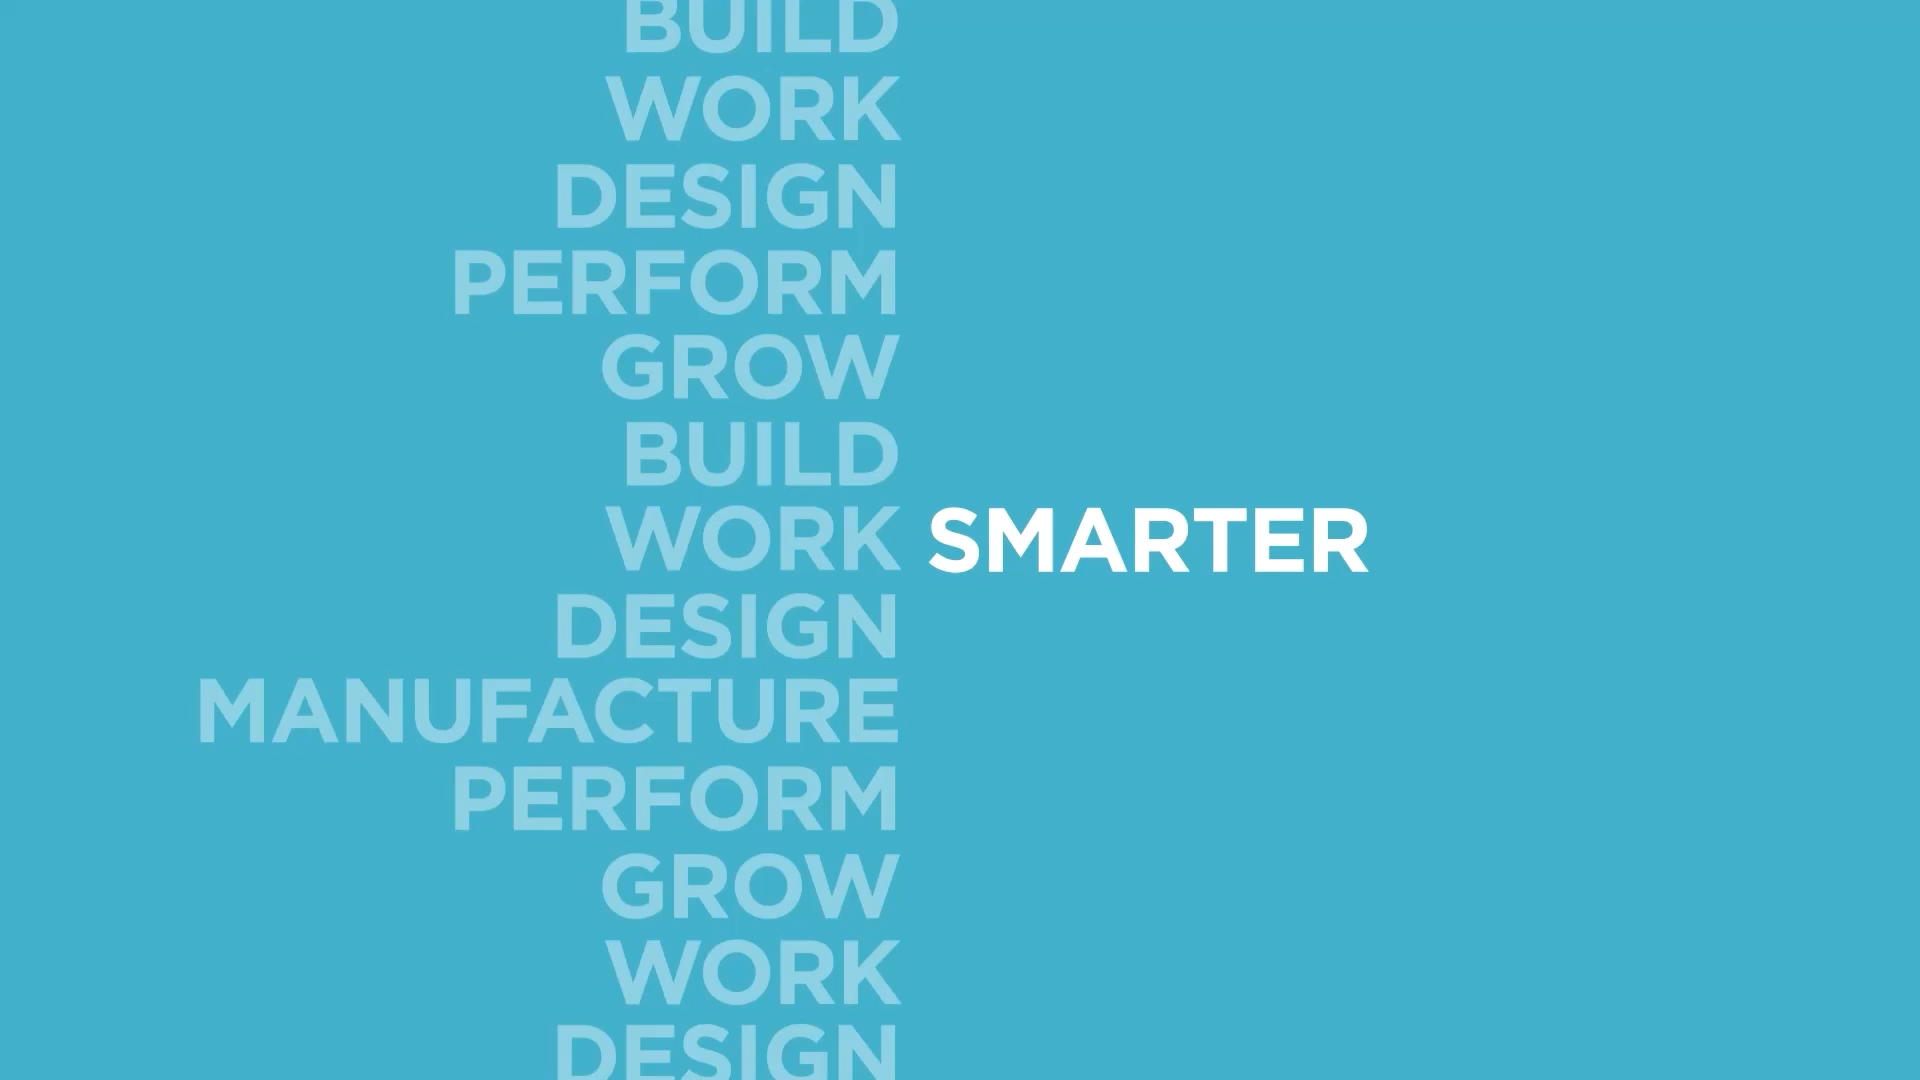 BUILD
WORK
DESIGN
PERFORM
GROW
BUILD
WORK SMARTER
DESIGN
MANUFACTURE
PERFORM
GROW
WORK
DESIGN